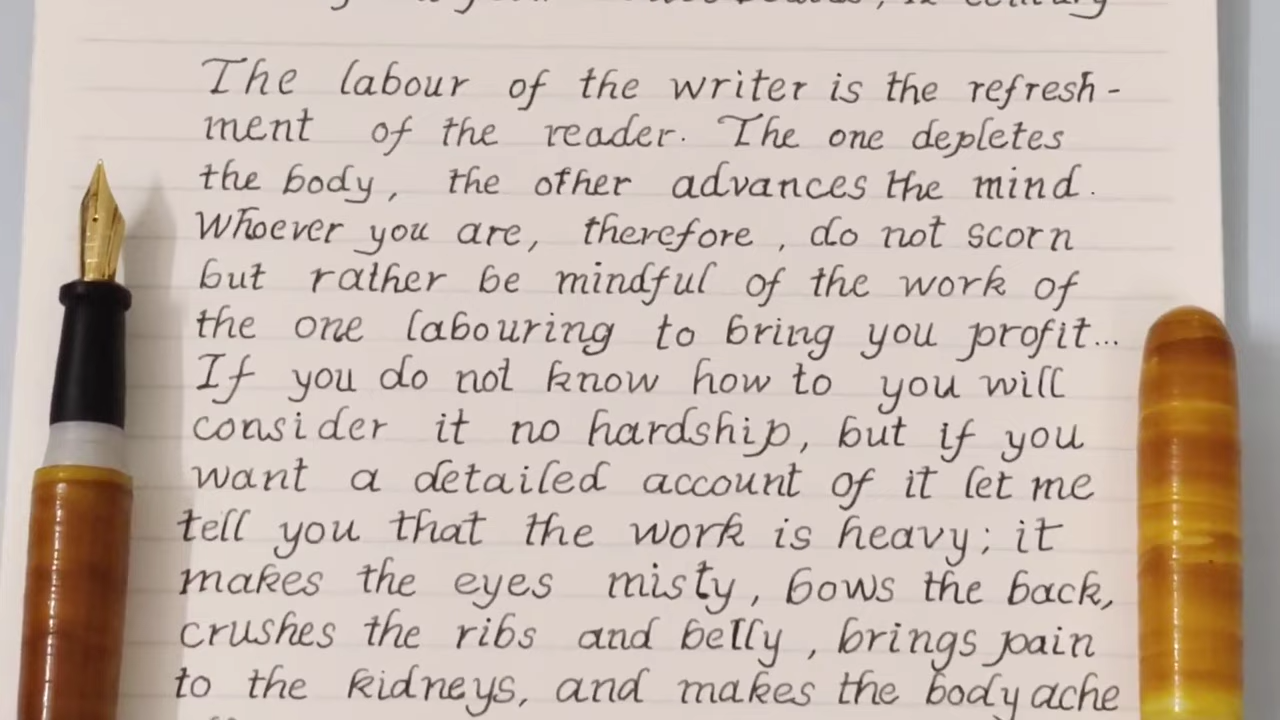 The labour of the writer is the refresh-
ment of the reader. The one depletes
the body, the other advances the mind.
Whoever you are, therefore, do not scorn
but rather be mindful of the work of
the one labouring to bring you profit...
If you do not know how to you will
consider it no hardship, but if you
want a detailed account of it let me
tell you that the work is heavy; it
makes the eyes misty, bows the back,
crushes the ribs and belly, brings pain
to the kidneys, and makes the body ache